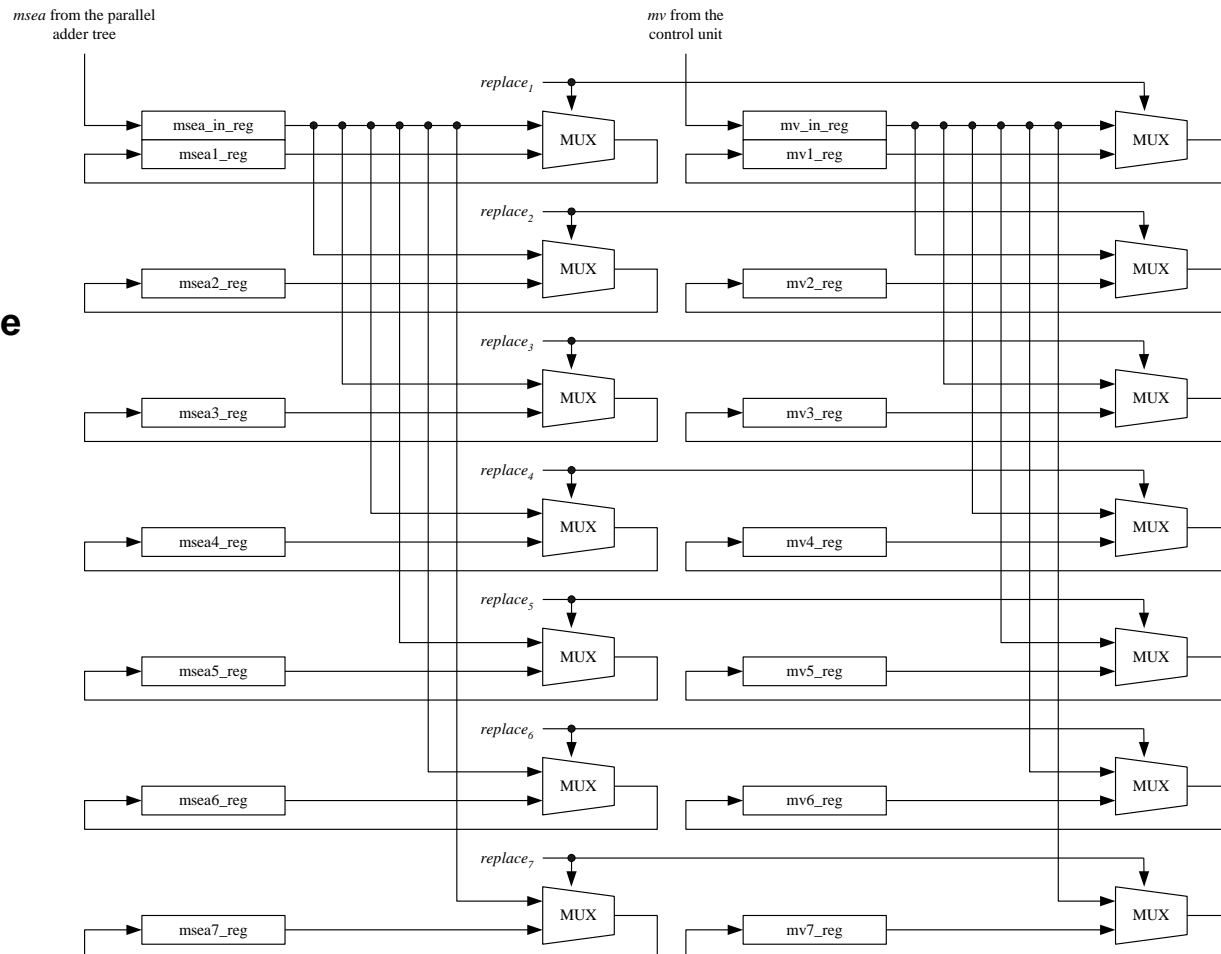 msea from the parallel
adder tree
mv from the
control unit
replace1
msea_in_reg
MUX
mv_in_reg
MUX
msea1_reg
mv1_reg
replace2
msea2_reg
MUX
mv2_reg
MUX
e
replace3
msea3_reg
MUX
mv3_reg
MUX
replace4
msea4_reg
MUX
mv4_reg
MUX
replace5
msea5_reg
MUX
mv5_reg
MUX
replace6
msea6_reg
MUX
mv6_reg
MUX
replace7
msea7_reg
MUX
mv7_reg
MUX